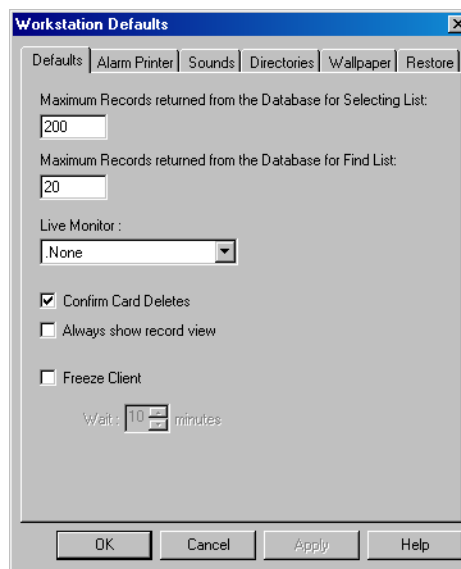 Workstation Defaults
Defaults Alarm Printer Sounds Directories Wallpaper Restore
Maximum Records returned from the Database for Selecting List:
200
Maximum Records returned from the Database for Find List:
20
Live Monitor :
.None
Confirm Card Deletes
Always show record view
Freeze Client
Wait : 10 minutes
OK Cancel Apply Help